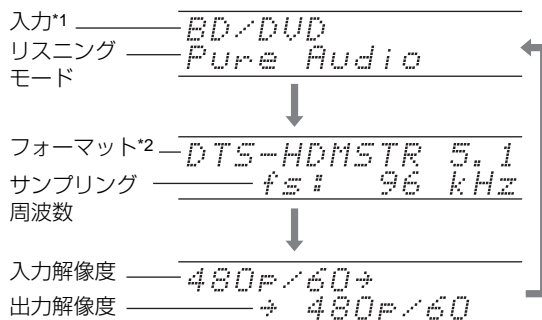 入力*1
BD/DVD
リスニング
モード
Pure Audio
フォーマット*2
DTS-HDMSTR 5.1
サンプリング
周波数
fs: 96 kHz
入力解像度
480p/60→
出力解像度
→ 480p/60